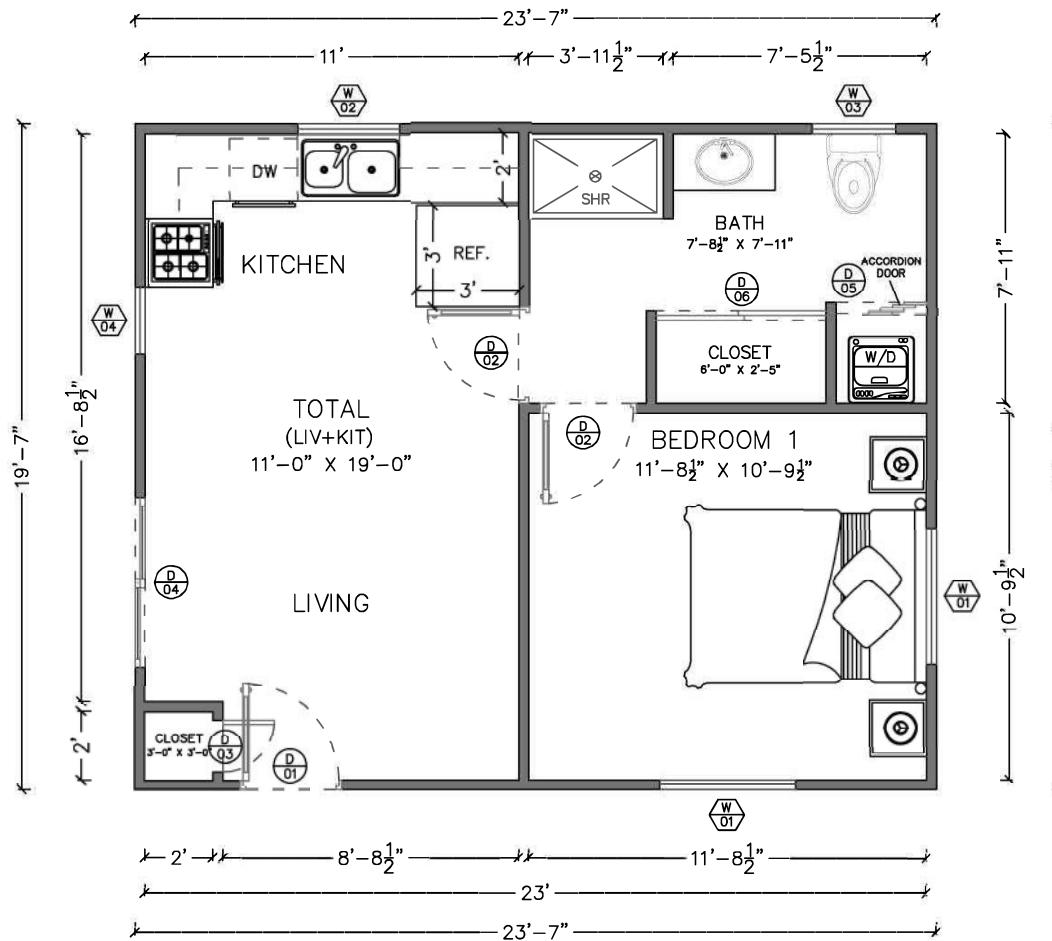 23'-7"
11'
3'-11½"
7'-5½"
W
02
W
03
DW
2'
SHR
BATH
7'-8½" X 7'-11"
KITCHEN
3'
REF.
3'
D
06
D
05
ACCORDION
DOOR
7'-11"
W
04
D
02
CLOSET
6'-0" X 2'-5"
W/D
19'-7"
16'-8½"
TOTAL
(LIV+KIT)
11'-0" X 19'-0"
D
02
BEDROOM 1
11'-8½" X 10'-9½"
D
04
LIVING
W
01
10'-9½"
2'
CLOSET
3'-0" X 3'-0"
D
03
D
01
W
01
2'
8'-8½"
11'-8½"
23'
23'-7"